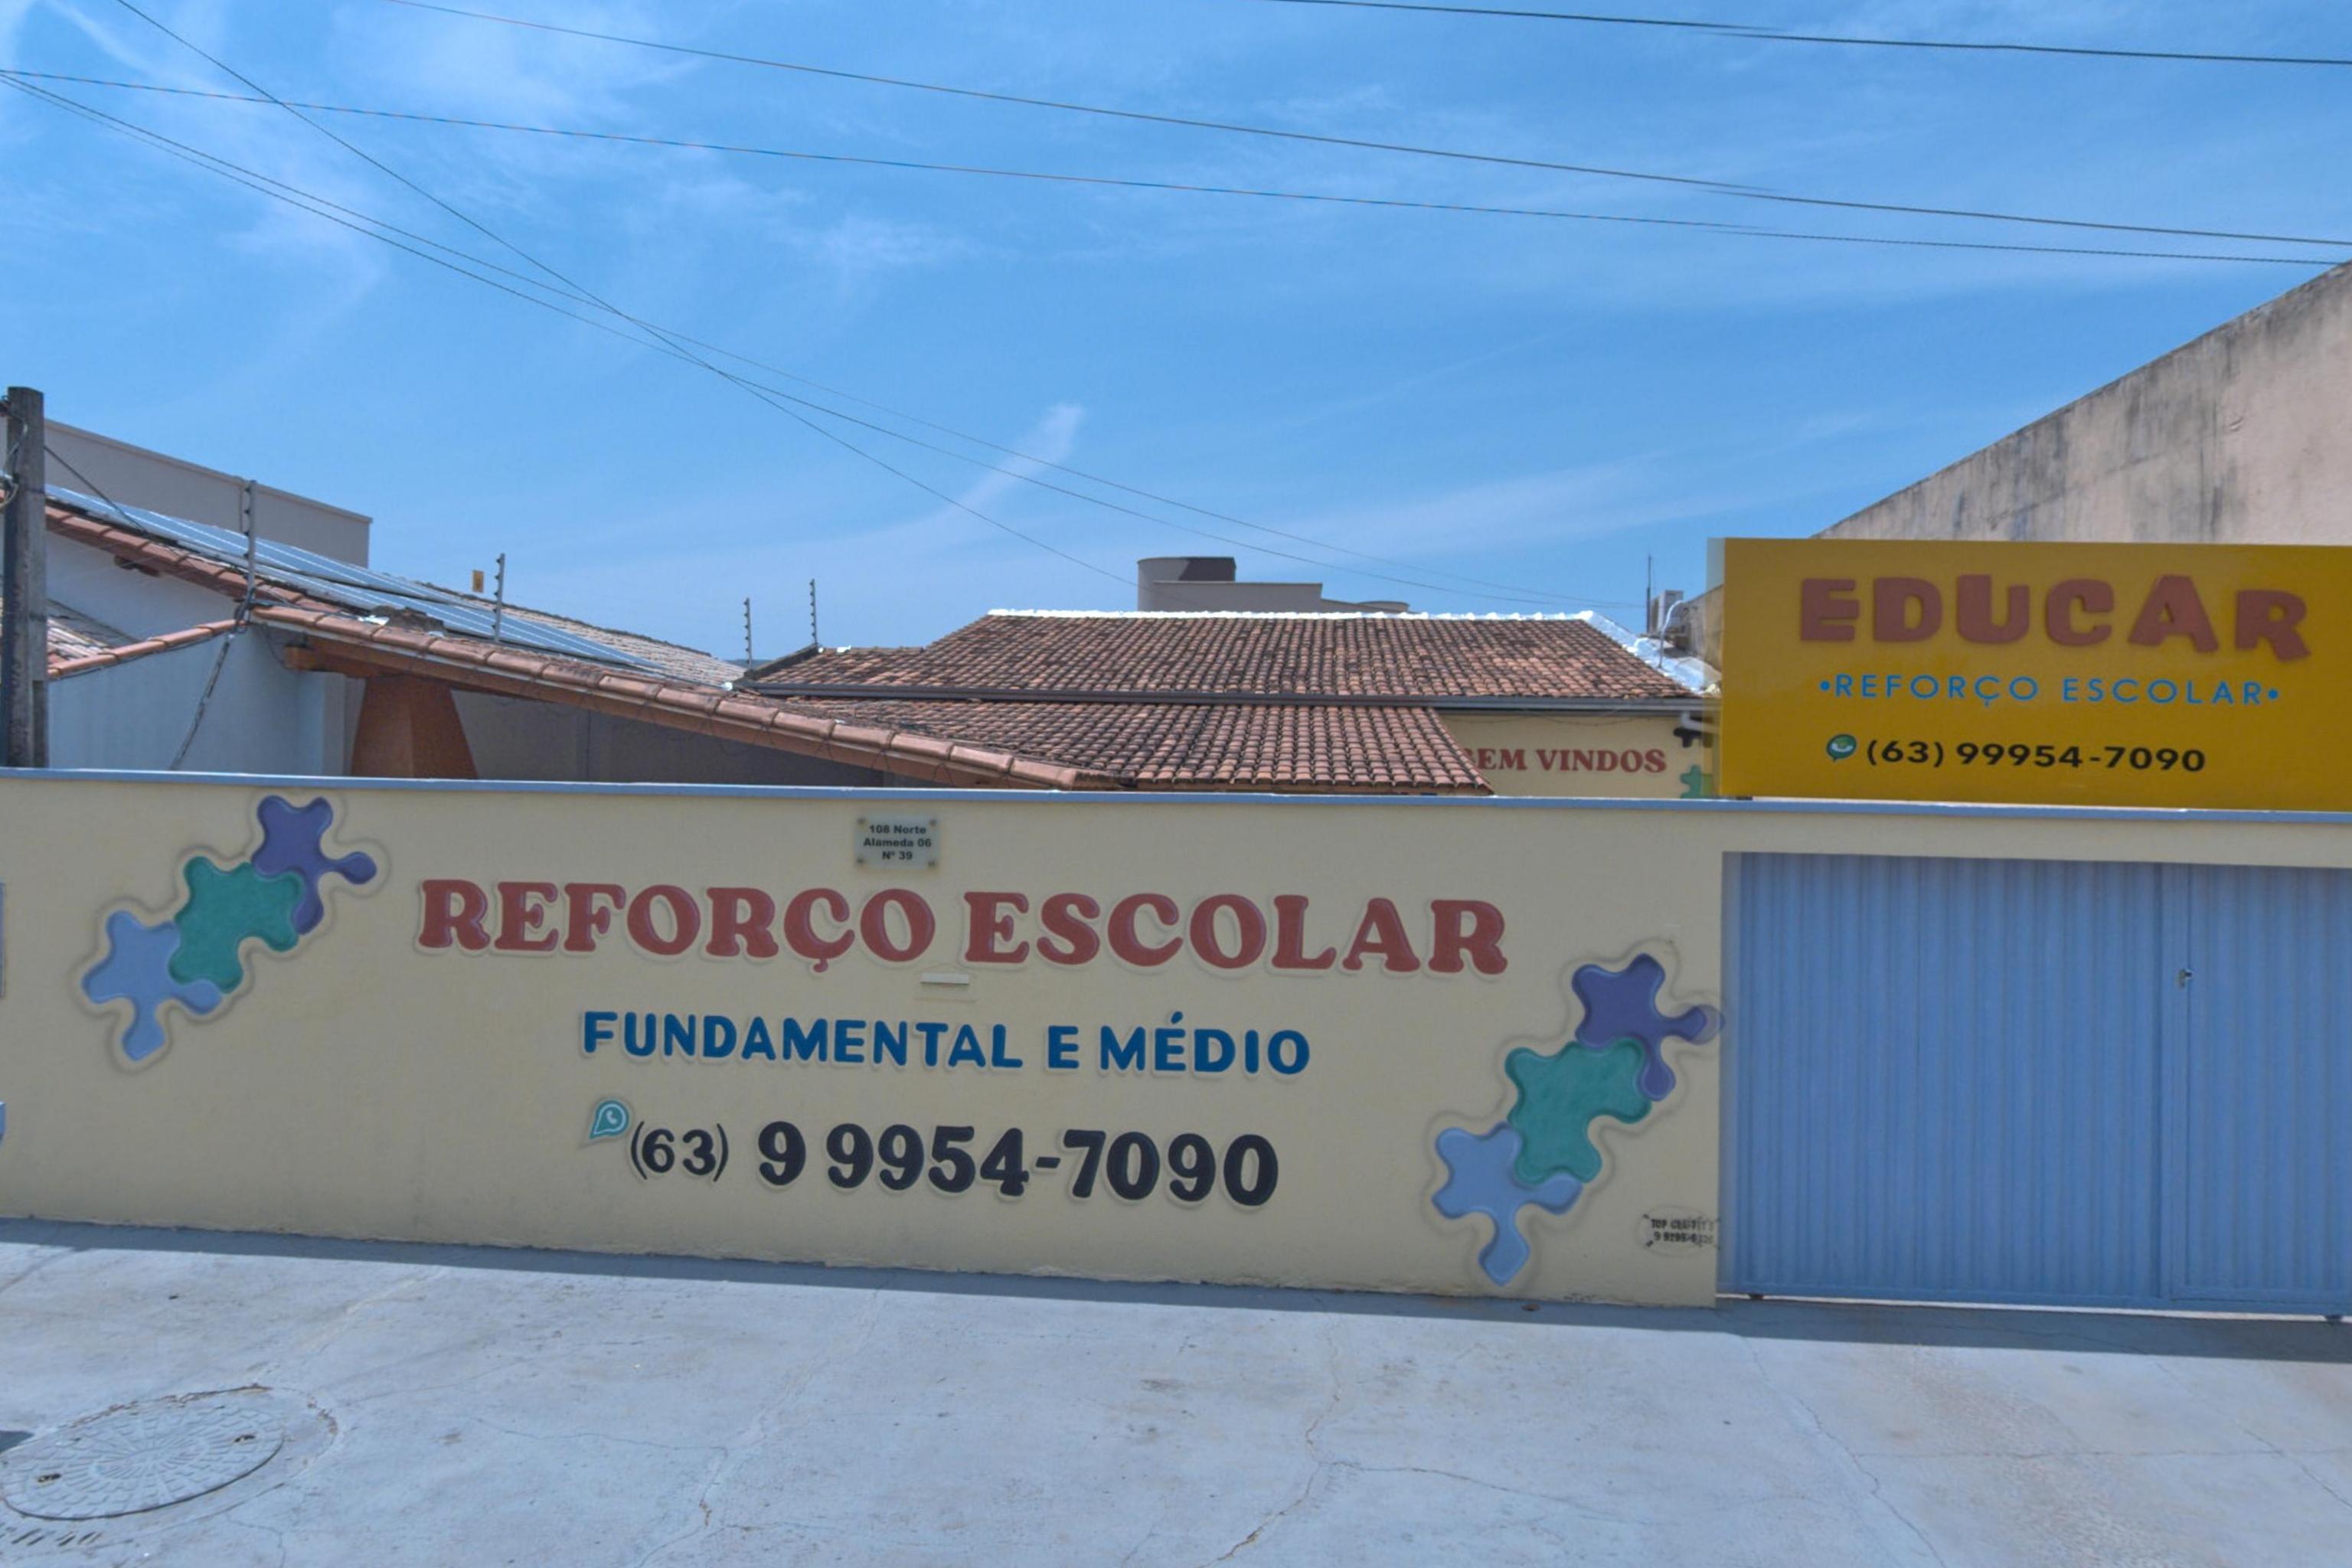 EDUCAR
•REFORÇO ESCOLAR•
(63) 99954-7090
BEM VINDOS
108 Norte
Alameda 06
Nº 39
REFORÇO ESCOLAR
FUNDAMENTAL E MÉDIO
(63) 9 9954-7090
TOP